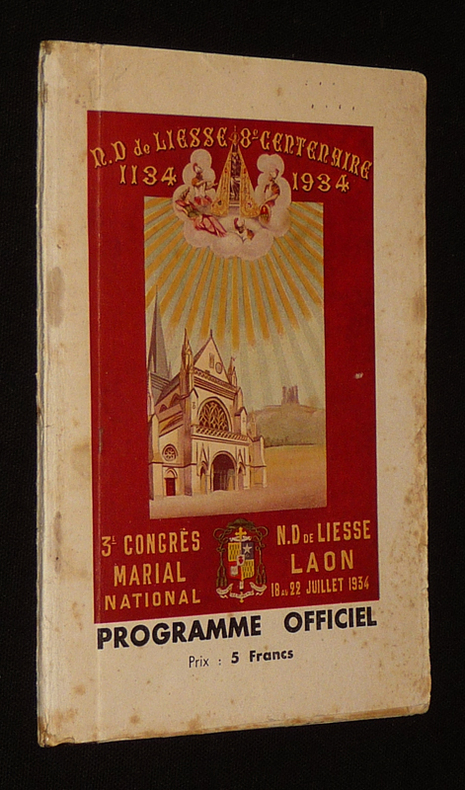 N.D de LIESSE 8e CENTENAIRE
1134 1934
3E CONGRÈS
MARIAL
NATIONAL
N.D DE LIESSE
LAON
18 AU 22 JUILLET 1934
PROGRAMME OFFICIEL
Prix : 5 Francs